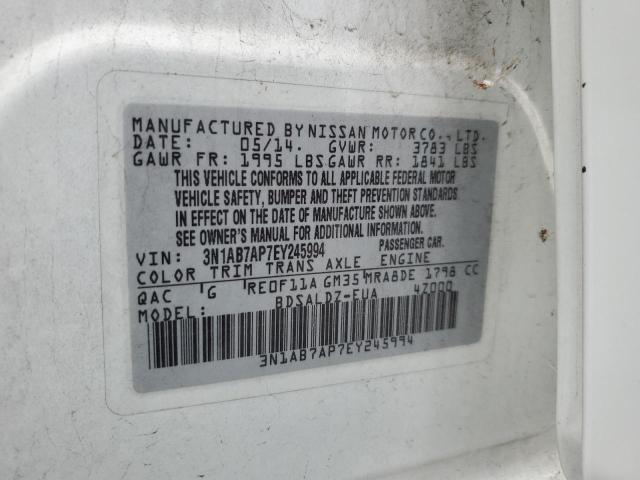 MANUFACTURED BY NISSAN MOTOR CO., LTD.
DATE: 05/14. GVWR: 3783 LBS
GAWR FR: 1995 LBS GAWR RR: 1841 LBS
THIS VEHICLE CONFORMS TO ALL APPLICABLE FEDERAL MOTOR
VEHICLE SAFETY, BUMPER AND THEFT PREVENTION STANDARDS
IN EFFECT ON THE DATE OF MANUFACTURE SHOWN ABOVE.
SEE OWNER'S MANUAL FOR ADDITIONAL INFORMATION.
VIN: 3N1AB7AP7EY245994 PASSENGER CAR.
COLOR TRIM TRANS AXLE ENGINE
QAC G RE0F11A GM35 MRA8DE 1798 CC
MODEL: BDSALDZ-EUA 4Z000
3N1AB7AP7EY245994